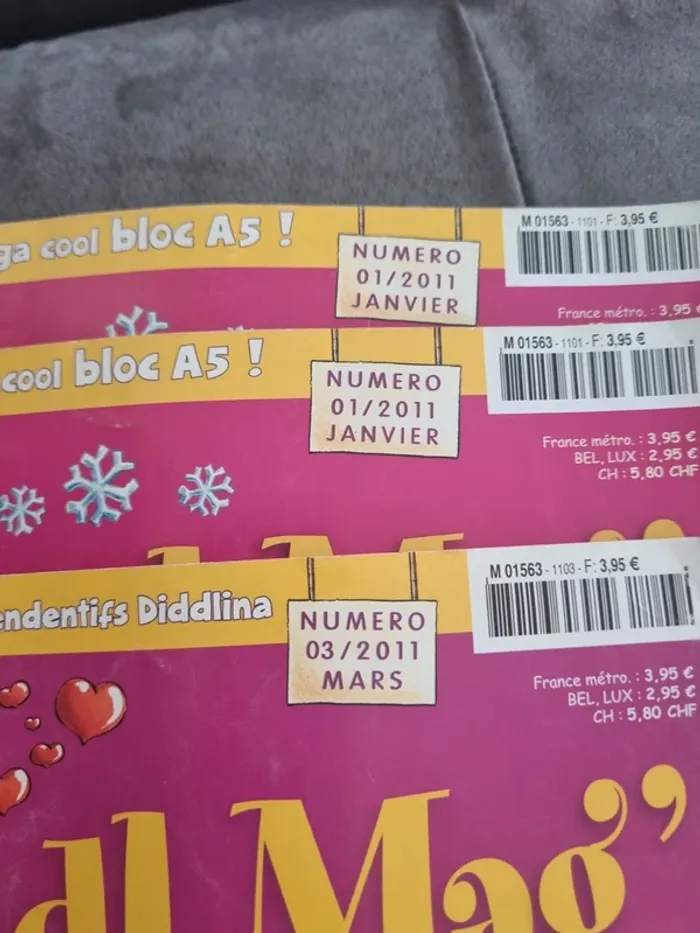 cool bloc A5 !
NUMERO
01/2011
JANVIER
M 01563 - 1101 - F: 3,95 €
France métro. : 3,95 €
cool bloc A5 !
NUMERO
01/2011
JANVIER
M 01563 - 1101 - F: 3,95 €
France métro. : 3,95 €
BEL, LUX : 2,95 €
CH : 5,80 CHF
endentifs Diddlina
NUMERO
03/2011
MARS
M 01563 - 1103 - F: 3,95 €
France métro. : 3,95 €
BEL, LUX : 2,95 €
CH : 5,80 CHF
dl Mag"